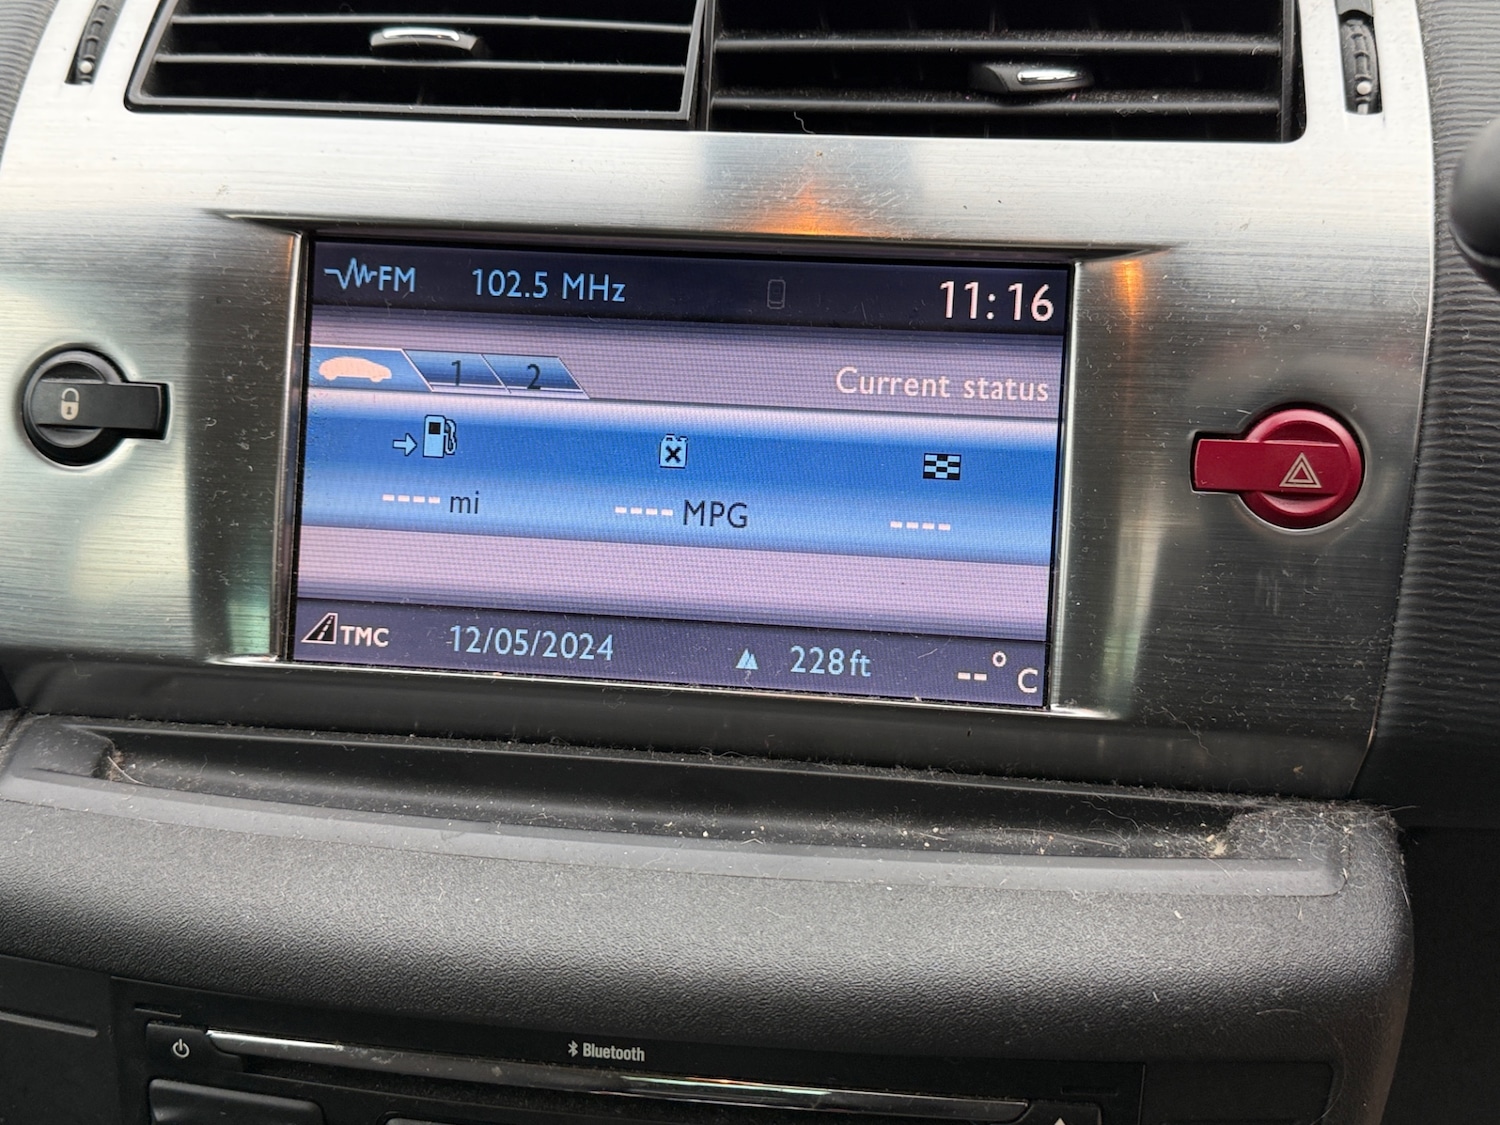 FM 102.5 MHz 11:16
1 2 Current status
---- mi ---- MPG ----
TMC 12/05/2024 228ft --° C
Bluetooth